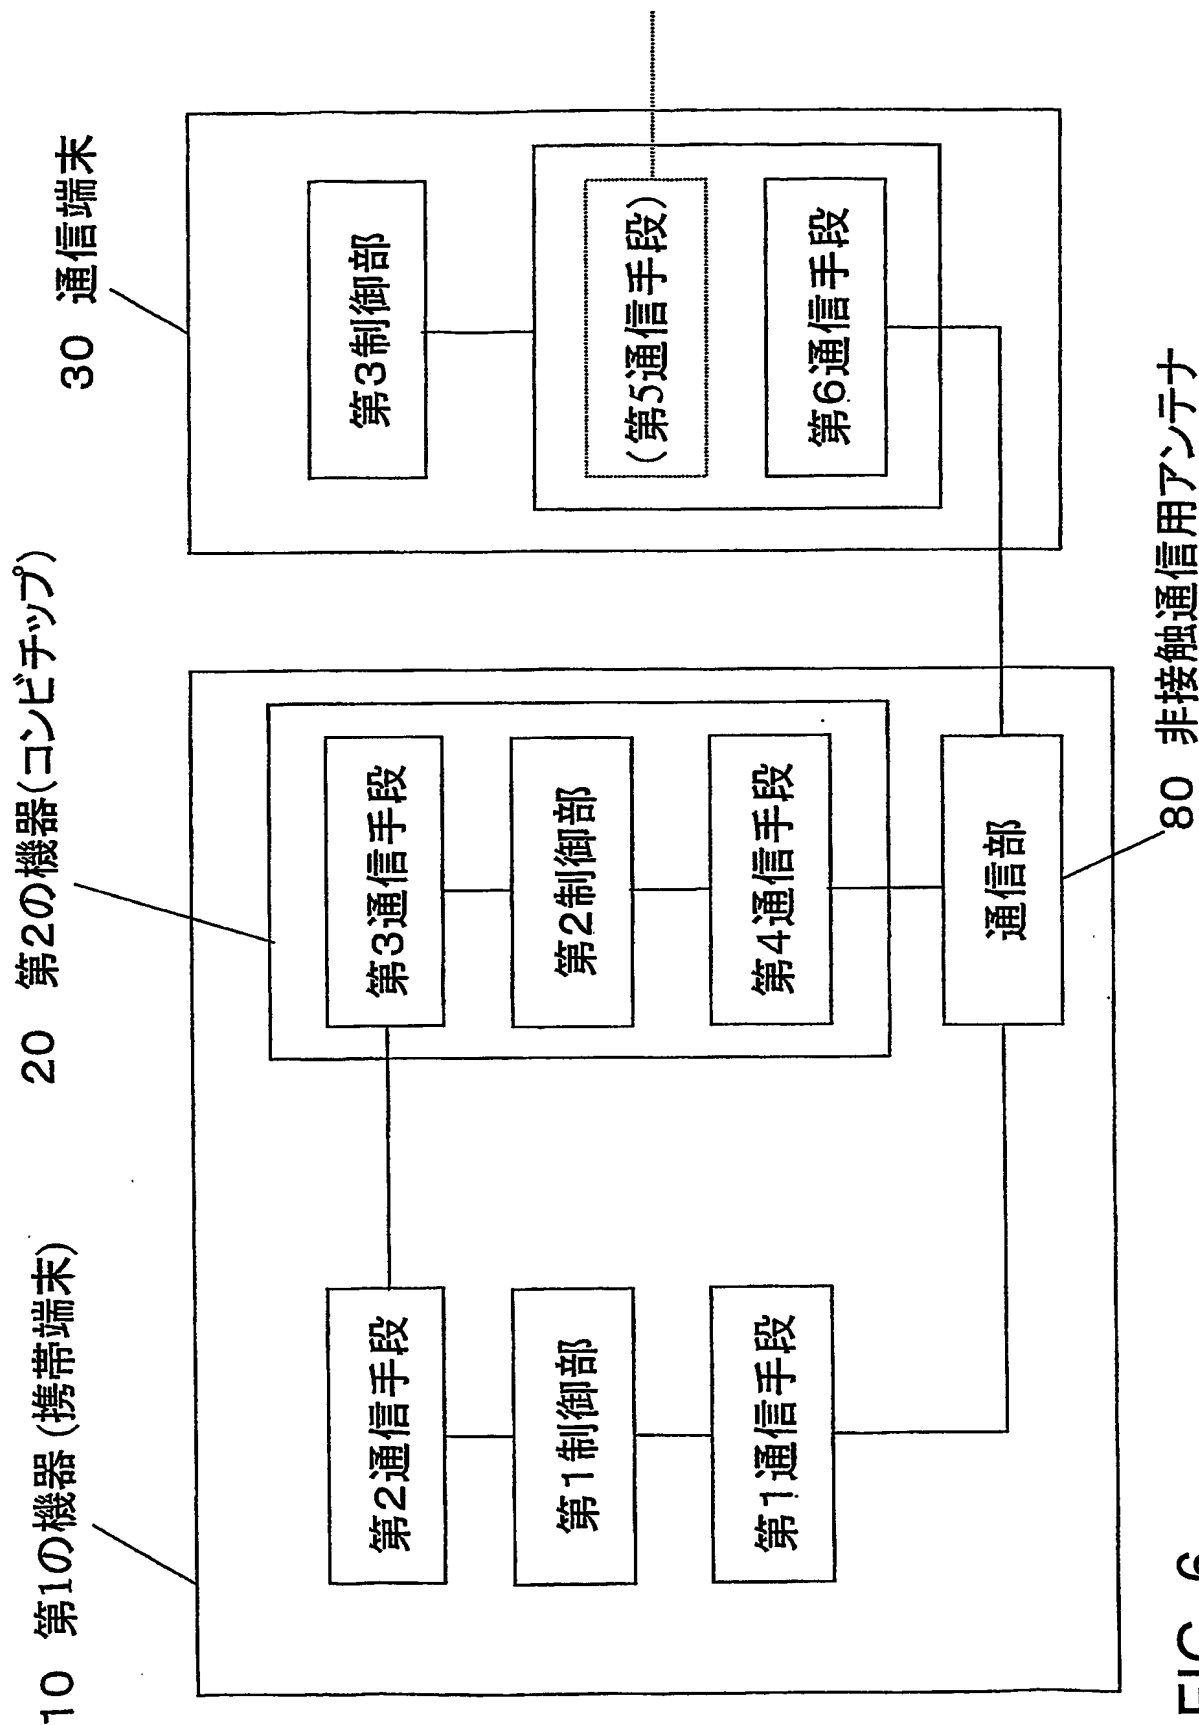 10 第1の機器(携帯端末)
20 第2の機器(コンビチップ)
30 通信端末
第2通信手段
第1制御部
第1通信手段
第3通信手段
第2制御部
第4通信手段
通信部
第3制御部
(第5通信手段)
第6通信手段
80 非接触通信用アンテナ
FIG. 6